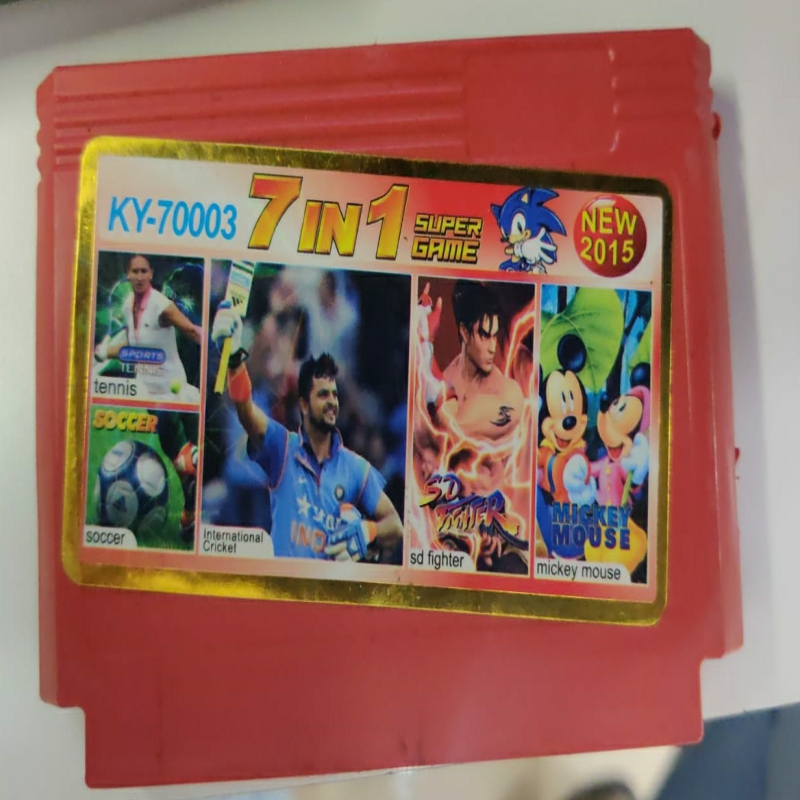 KY-70003
7 IN 1
SUPER
GAME
NEW
2015
SPORTS
TENNIS
tennis
SOCCER
soccer
International
Cricket
sd fighter
S.D.
FIGHTER
MICKEY
MOUSE
mickey mouse